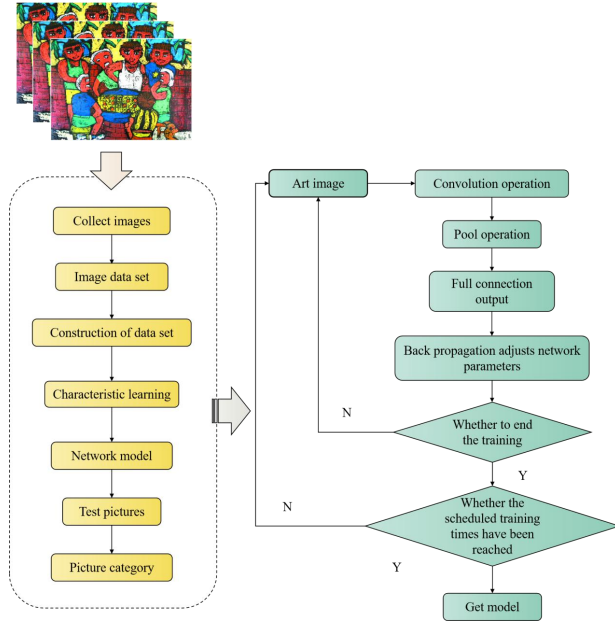 Collect images
Image data set
Construction of data set
Characteristic learning
Network model
Test pictures
Picture category
Art image
Convolution operation
Pool operation
Full connection
output
Back propagation adjusts network
parameters
N
Whether to end
the training
Y
N
Whether the
scheduled training
times have been
reached
Y
Get model